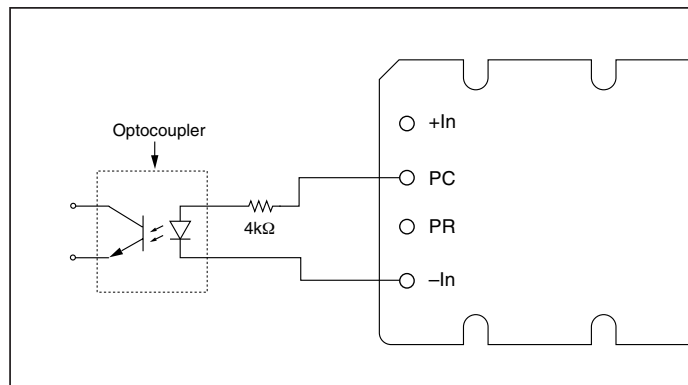 Optocoupler
4kΩ
+In
PC
PR
–In